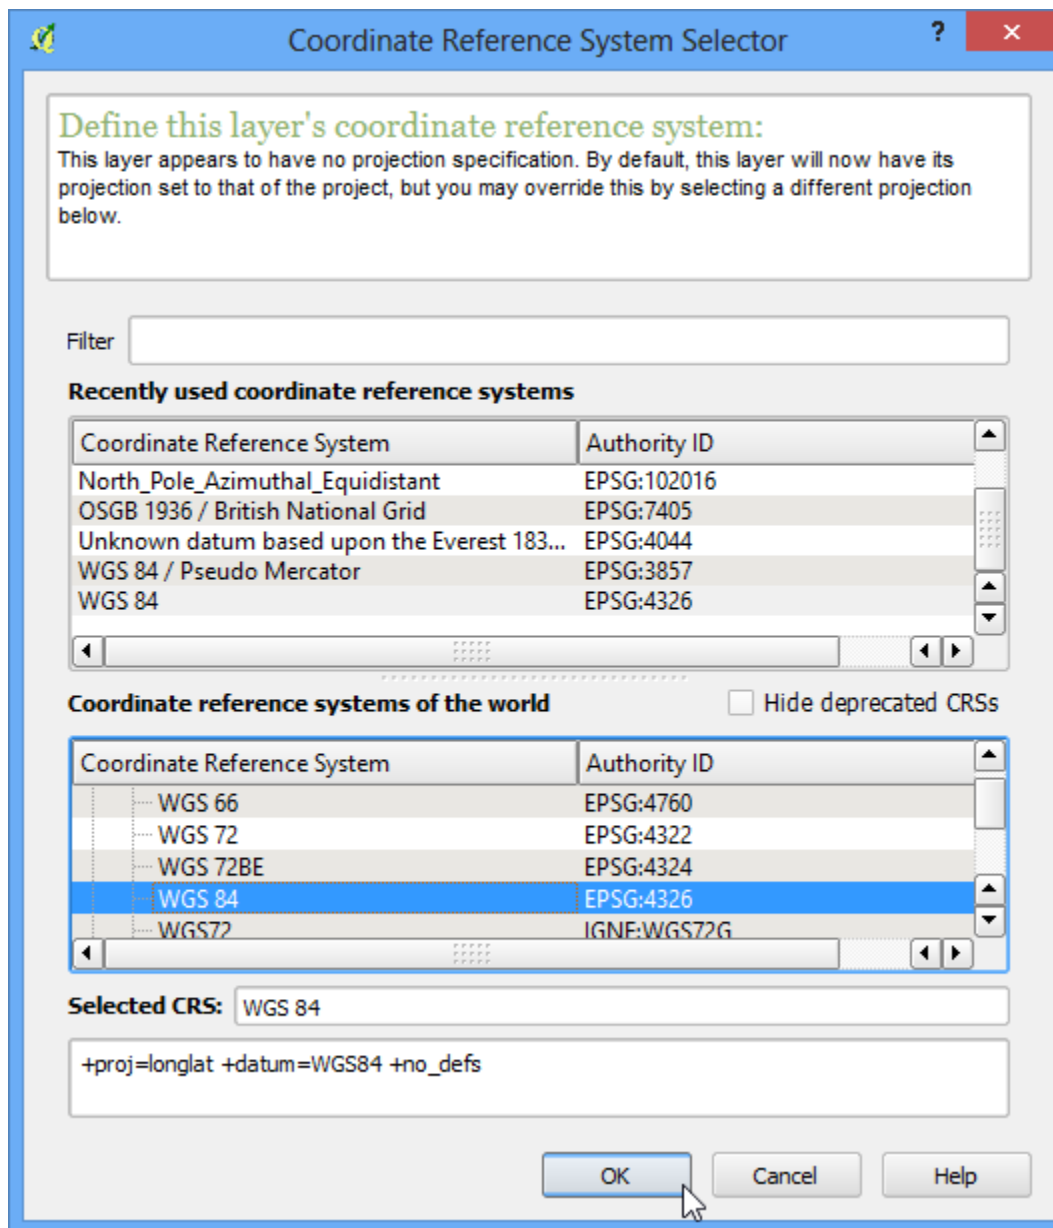 Coordinate Reference System Selector ? ×
Define this layer's coordinate reference system:
This layer appears to have no projection specification. By default, this layer will now have its
projection set to that of the project, but you may override this by selecting a different projection
below.
Filter
Recently used coordinate reference systems
Coordinate Reference System Authority ID
North_Pole_Azimuthal_Equidistant EPSG:102016
OSGB 1936 / British National Grid EPSG:7405
Unknown datum based upon the Everest 183... EPSG:4044
WGS 84 / Pseudo Mercator EPSG:3857
WGS 84 EPSG:4326
Coordinate reference systems of the world Hide deprecated CRSs
Coordinate Reference System Authority ID
WGS 66 EPSG:4760
WGS 72 EPSG:4322
WGS 72BE EPSG:4324
WGS 84 EPSG:4326
WGS72 IGNF:WGS72G
Selected CRS: WGS 84
+proj=longlat +datum=WGS84 +no_defs
OK Cancel Help